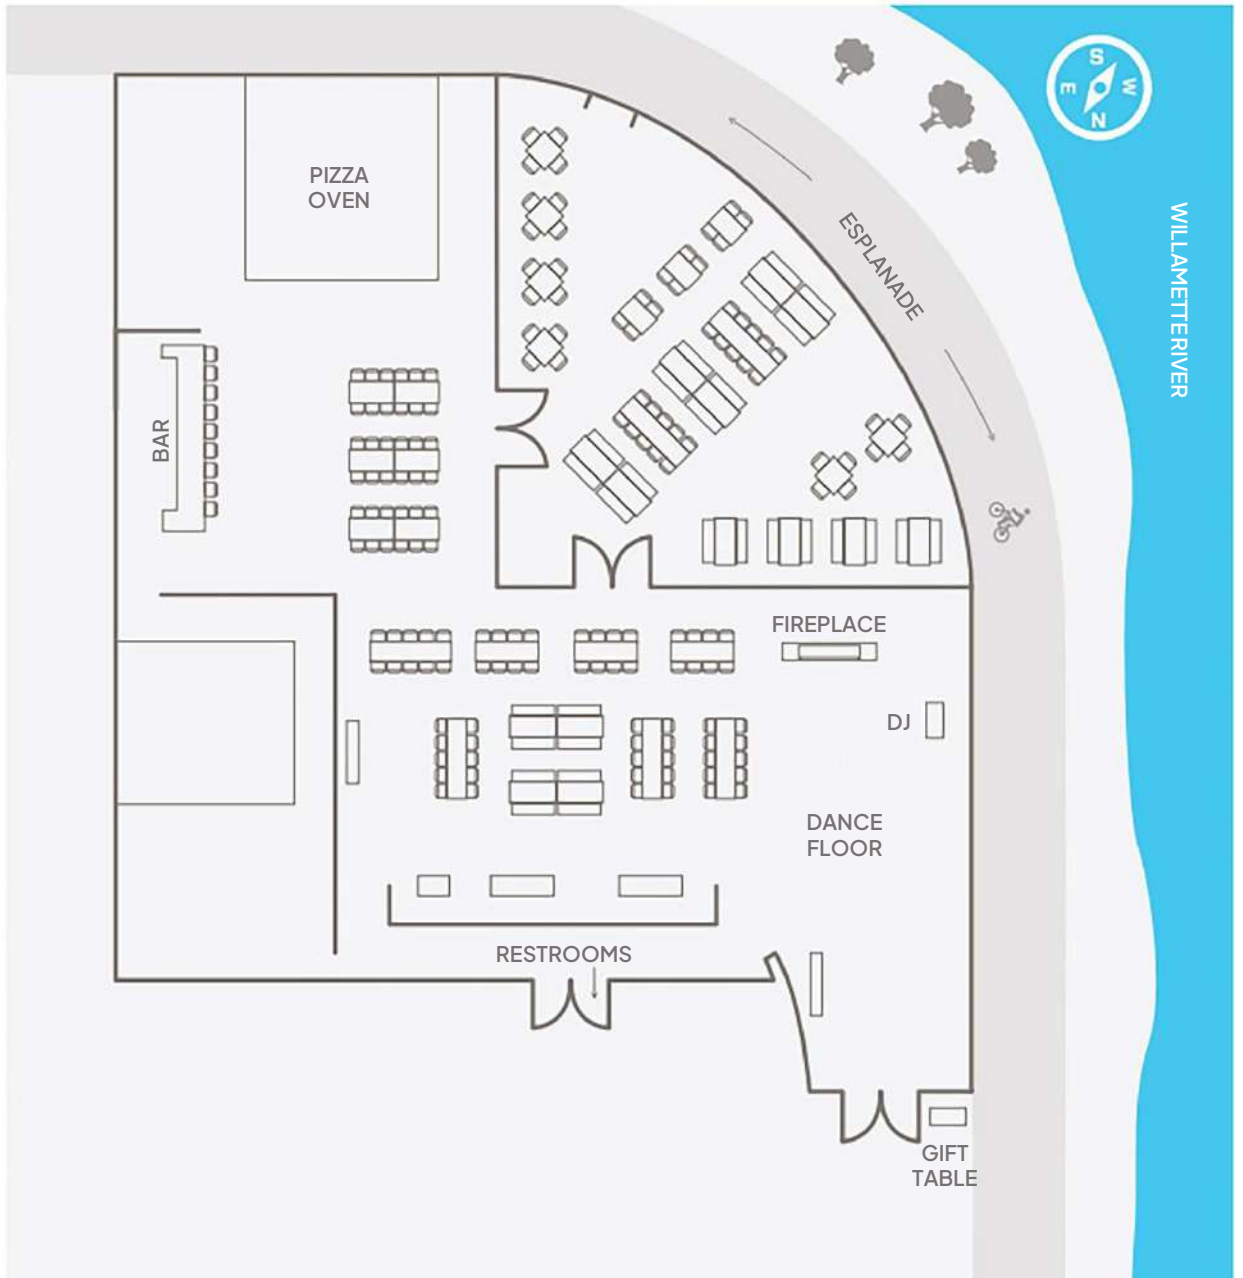 S
E
W
N
PIZZA
OVEN
ESPLANADE
WILLAMETTERIVER
BAR
FIREPLACE
DJ
DANCE
FLOOR
RESTROOMS
GIFT
TABLE